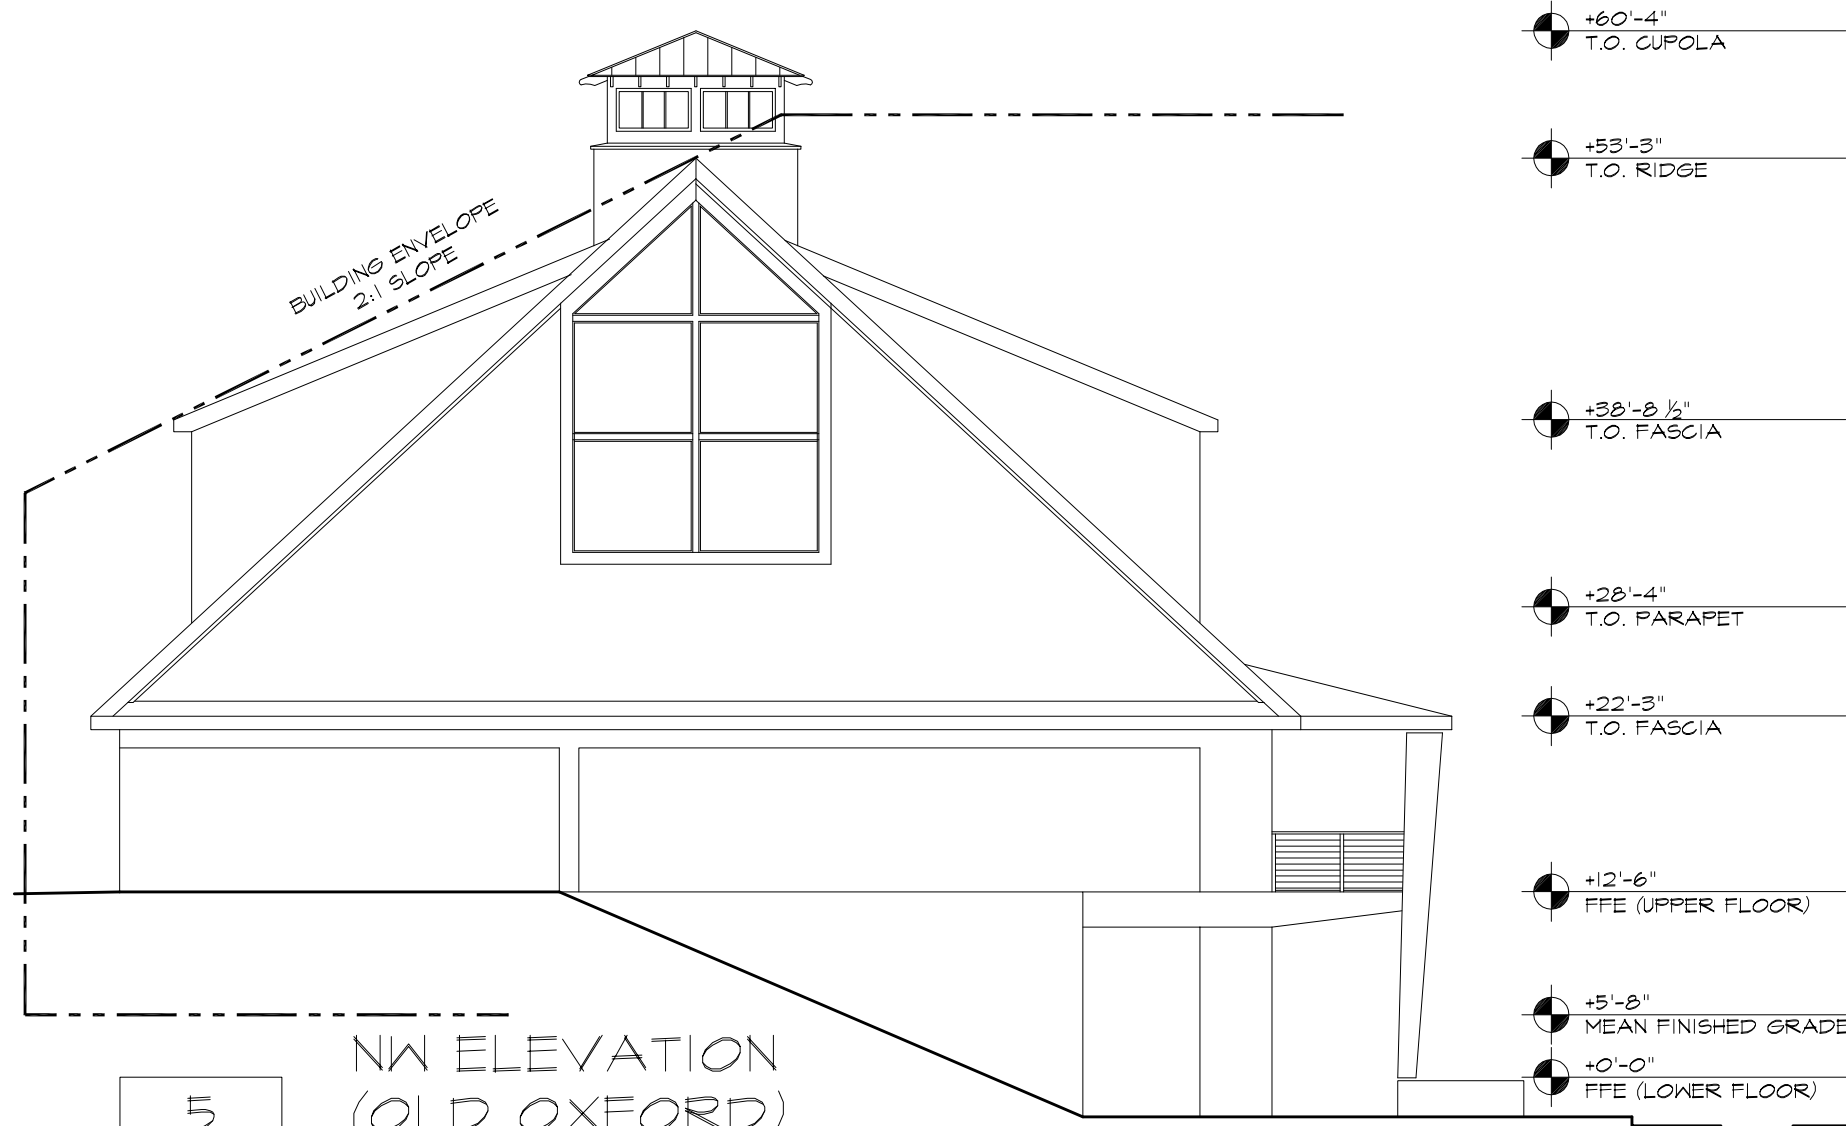 +60'-4"
T.O. CUPOLA
+53'-3"
T.O. RIDGE
BUILDING ENVELOPE
2:1 SLOPE
+38'-8 ½"
T.O. FASCIA
+28'-4"
T.O. PARAPET
+22'-3"
T.O. FASCIA
+12'-6"
FFE (UPPER FLOOR)
+5'-8"
MEAN FINISHED GRADE
+0'-0"
FFE (LOWER FLOOR)
5
NW ELEVATION
(OLD OXFORD)